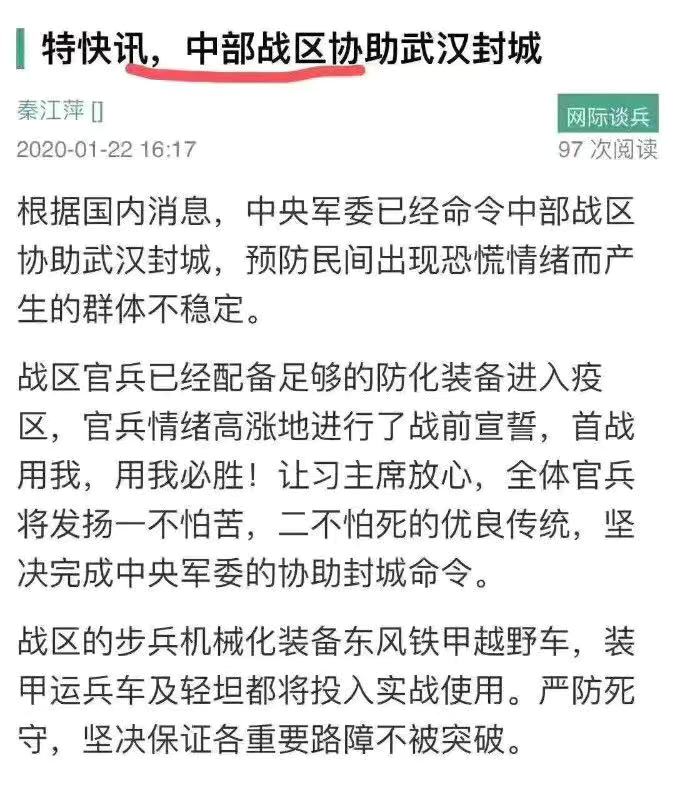 特快讯，中部战区协助武汉封城
秦江萍 []
网际谈兵
2020-01-22 16:17
97 次阅读
根据国内消息，中央军委已经命令中部战区
协助武汉封城，预防民间出现恐慌情绪而产
生的群体不稳定。
战区官兵已经配备足够的防化装备进入疫
区，官兵情绪高涨地进行了战前宣誓，首战
用我，用我必胜！让习主席放心，全体官兵
将发扬一不怕苦，二不怕死的优良传统，坚
决完成中央军委的协助封城命令。
战区的步兵机械化装备东风铁甲越野车，装
甲运兵车及轻坦都将投入实战使用。严防死
守，坚决保证各重要路障不被突破。